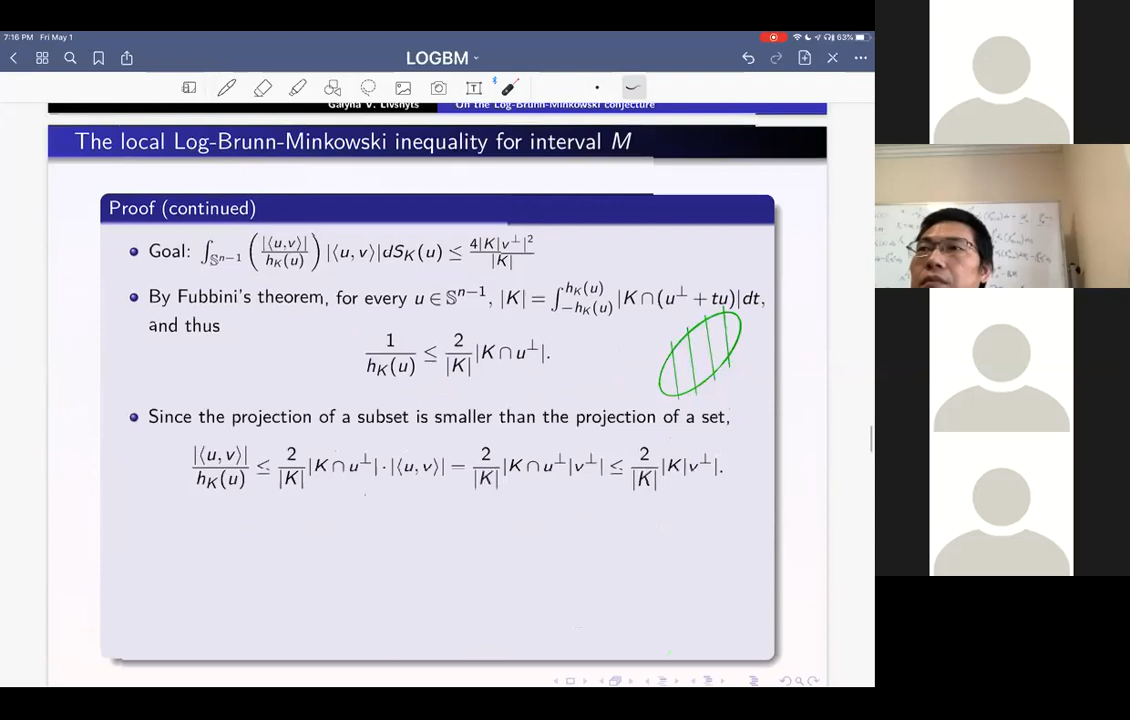 7:16 PM Fri May 1
63%
LOGBM
Galyna V. Livshyts On the Log-Brunn-Minkowski conjecture
The local Log-Brunn-Minkowski inequality for interval M
Proof (continued)
Goal: ∫_{𝕊^{n−1}} (|⟨u,v⟩| / h_K(u)) |⟨u,v⟩|dS_K(u) ≤ 4|K|v^⊥|² / |K|
By Fubbini's theorem, for every u ∈ 𝕊^{n−1}, |K| = ∫_{−h_K(u)}^{h_K(u)} |K ∩ (u^⊥ + tu)|dt,
and thus
1 / h_K(u) ≤ 2 / |K| |K ∩ u^⊥|.
Since the projection of a subset is smaller than the projection of a set,
|⟨u,v⟩| / h_K(u) ≤ 2 / |K| |K ∩ u^⊥| · |⟨u,v⟩| = 2 / |K| |K ∩ u^⊥|v^⊥| ≤ 2 / |K| |K|v^⊥|.